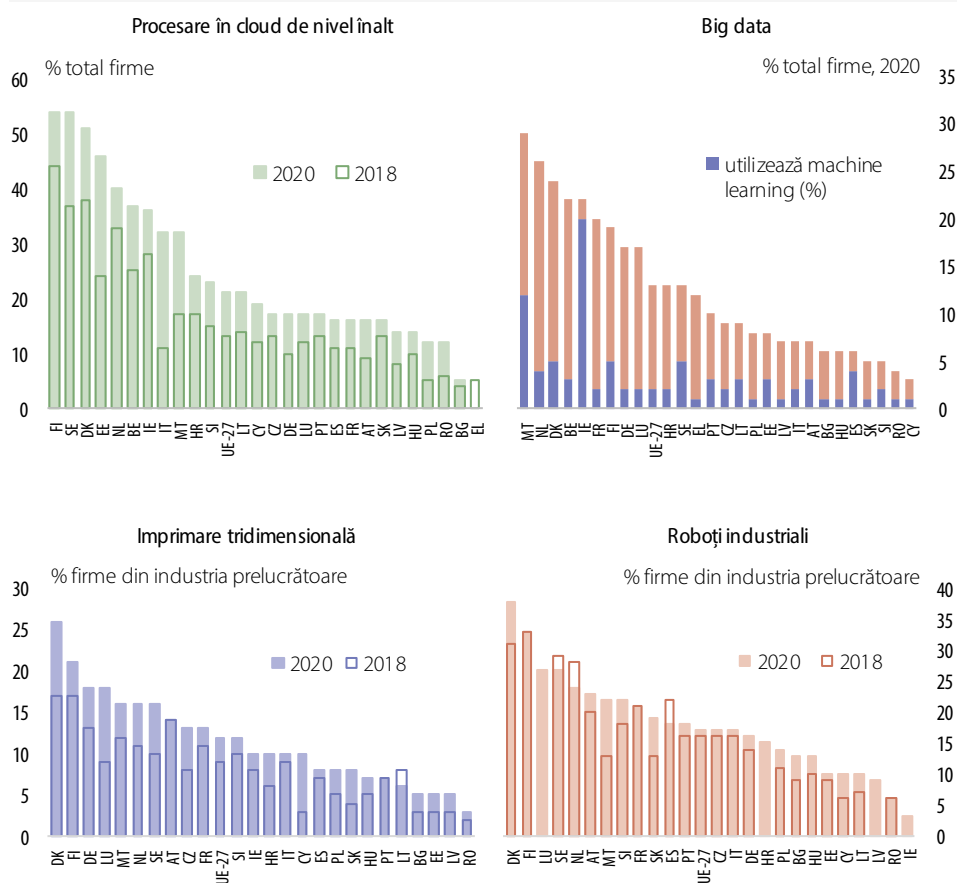 Procesare în cloud de nivel înalt
% total firme
60
50
40
30
20
10
0
2020 2018
FI SE DK EE NL BE IE IT MT HR SI UE-27 LT CY CZ DE LU PT ES FR AT SK LV HU PL RO BG EL
Big data
% total firme, 2020
35
30
25
20
15
10
5
0
utilizează machine
learning (%)
MT NL DK BE IE FR FI DE LU UE-27 HR SE EL PT CZ LT PL EE LV IT AT BG HU ES SK SI RO CY
Imprimare tridimensională
% firme din industria prelucrătoare
30
25
20
15
10
5
0
2020 2018
DK FI DE LU MT NL SE AT CZ FR UE-27 SI IE HR IT CY ES PL SK HU PT LT BG EE LV RO
Roboți industriali
% firme din industria prelucrătoare
40
35
30
25
20
15
10
5
0
2020 2018
DK FI LU SE NL AT MT SI FR SK ES PT UE-27 CZ IT DE HR PL BG HU EE CY LT LV RO IE